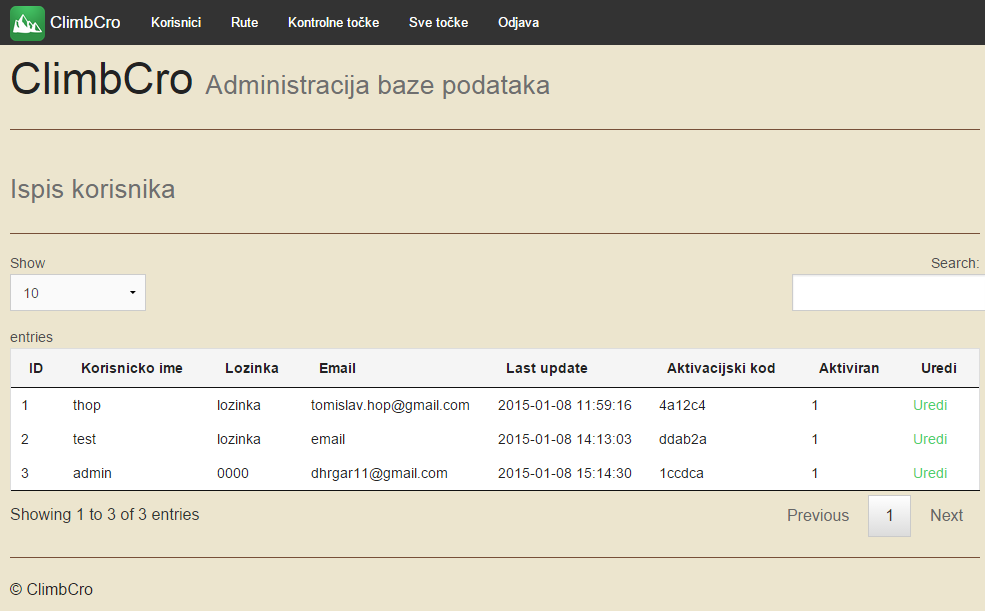 ClimbCro Korisnici Rute Kontrolne točke Sve točke Odjava
ClimbCro Administracija baze podataka
Ispis korisnika
Show
Search:
10
entries
ID Korisnicko ime Lozinka Email Last update Aktivacijski kod Aktiviran Uredi
1 thop lozinka tomislav.hop@gmail.com 2015-01-08 11:59:16 4a12c4 1 Uredi
2 test lozinka email 2015-01-08 14:13:03 ddab2a 1 Uredi
3 admin 0000 dhrgar11@gmail.com 2015-01-08 15:14:30 1ccdca 1 Uredi
Showing 1 to 3 of 3 entries
Previous 1 Next
© ClimbCro